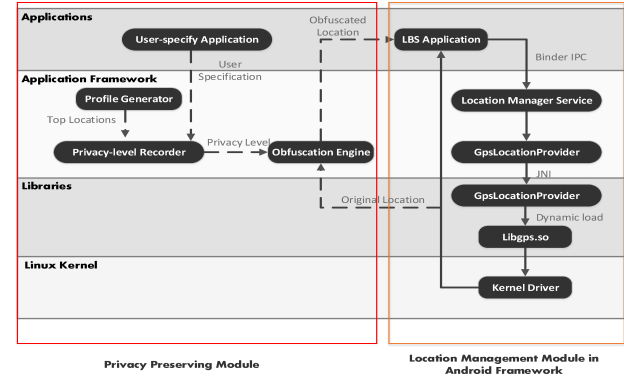 Applications
Obfuscated
Location
User-specify Application
LBS Application
User
Specification
Binder IPC
Application Framework
Profile Generator
Location Manager Service
Top Locations
Privacy Level
Privacy-level Recorder
Obfuscation Engine
GpsLocationProvider
JNI
Libraries
Original Location
GpsLocationProvider
Dynamic load
Libgps.so
Linux Kernel
Kernel Driver
Privacy Preserving Module
Location Management Module in
Android Framework